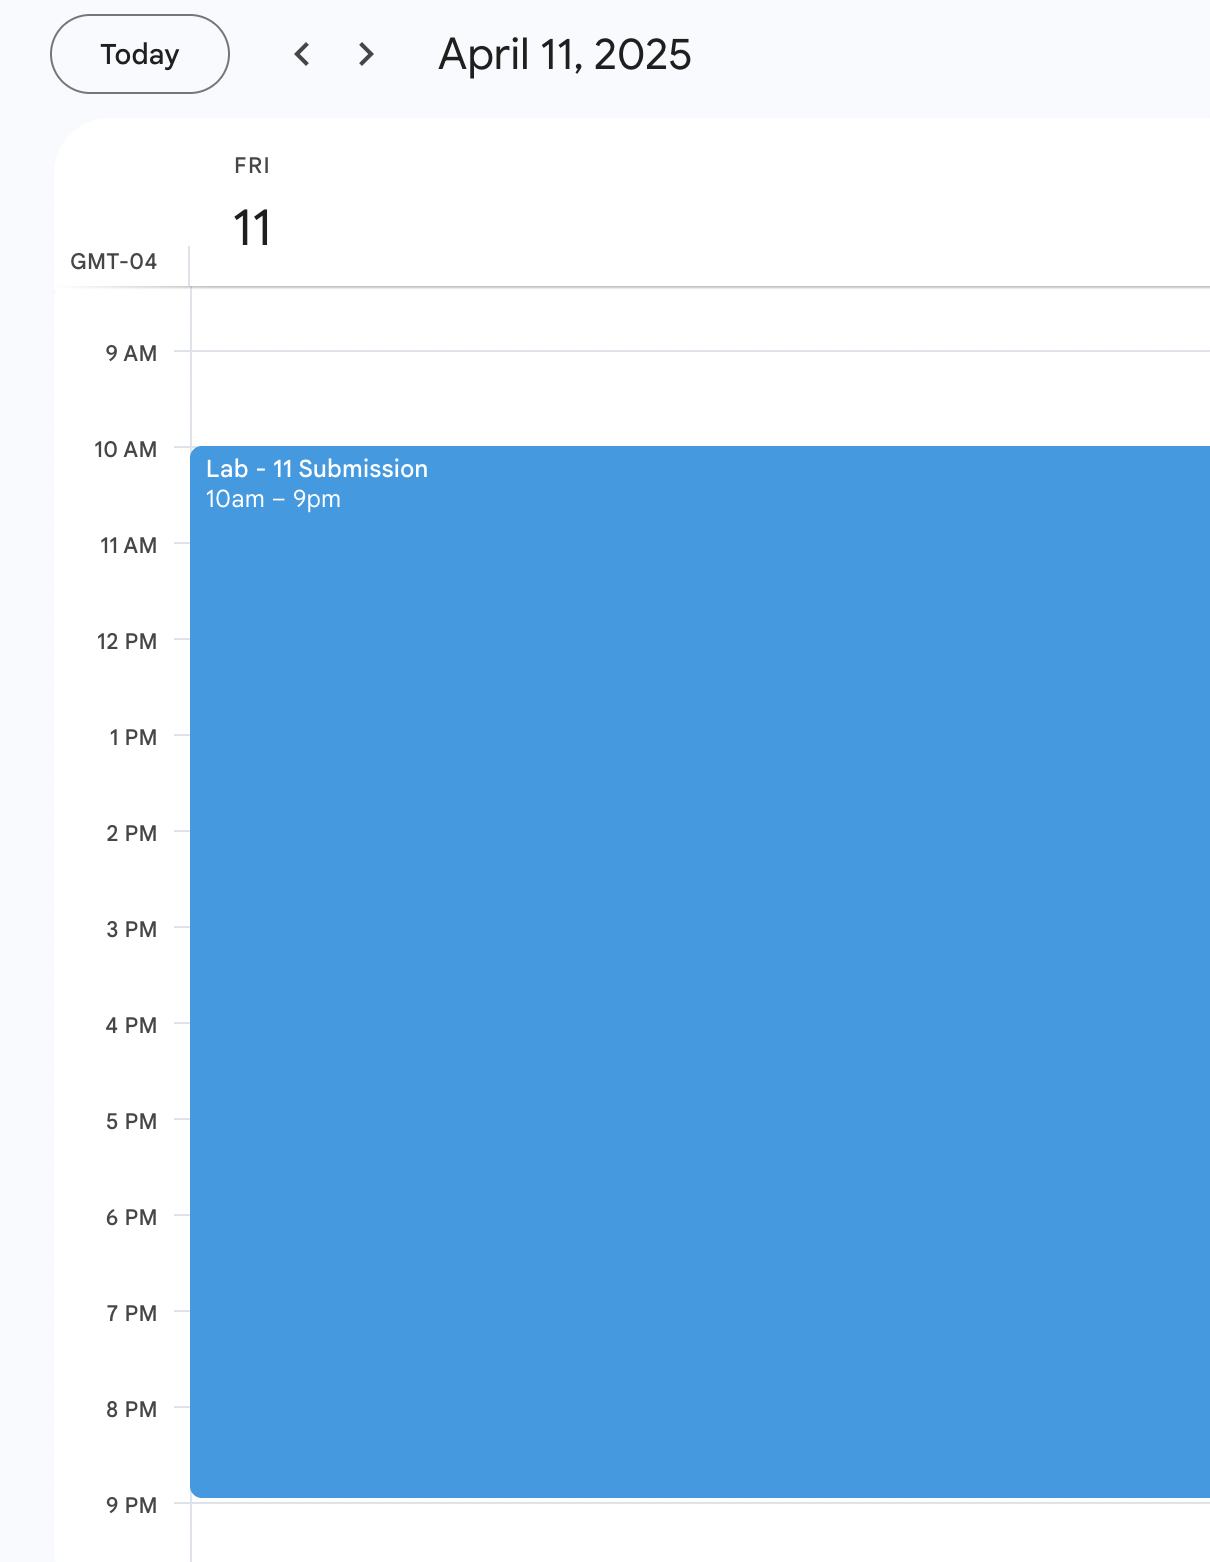 Today
April 11, 2025
FRI
11
GMT-04
9 AM
10 AM
Lab - 11 Submission
10am – 9pm
11 AM
12 PM
1 PM
2 PM
3 PM
4 PM
5 PM
6 PM
7 PM
8 PM
9 PM